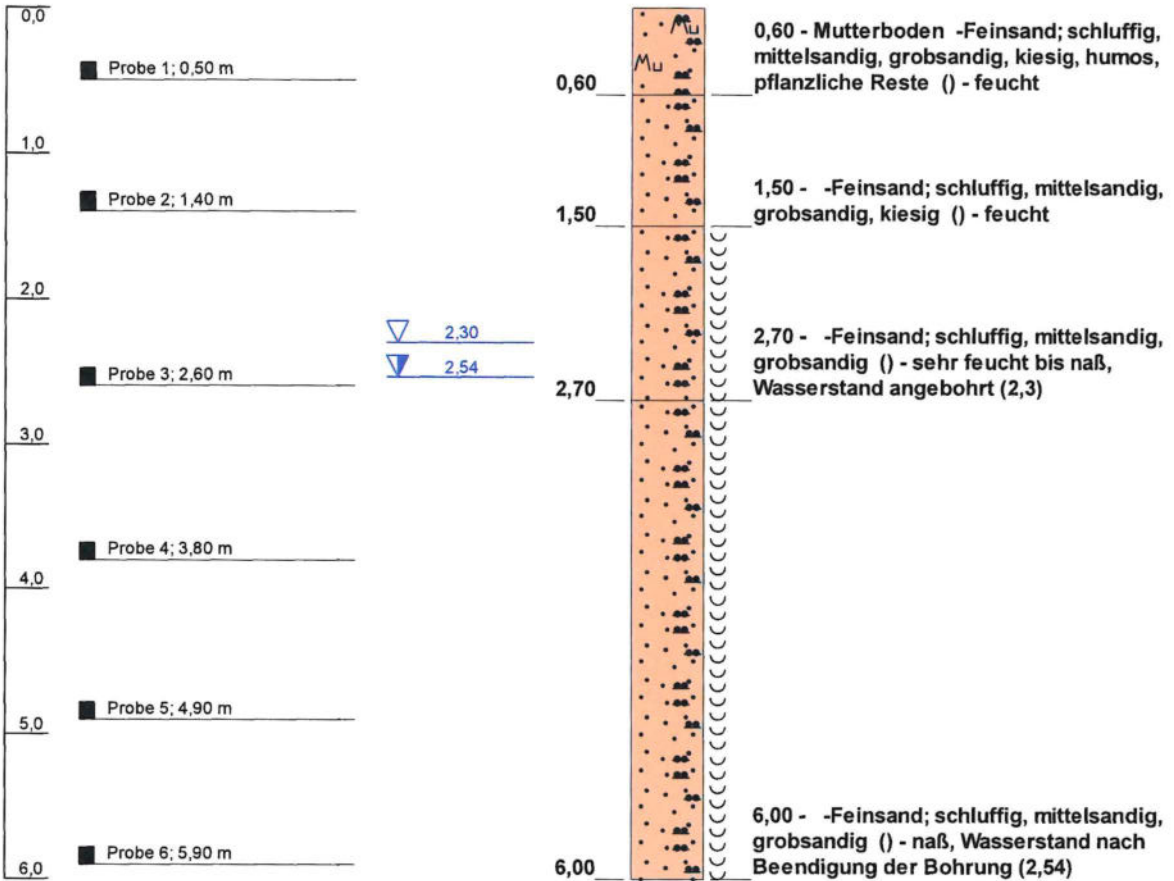 0,0
1,0
2,0
3,0
4,0
5,0
6,0
Probe 1; 0,50 m
Probe 2; 1,40 m
Probe 3; 2,60 m
Probe 4; 3,80 m
Probe 5; 4,90 m
Probe 6; 5,90 m
2,30
2,54
0,60
1,50
2,70
6,00
Mu
Mu
0,60 - Mutterboden -Feinsand; schluffig,
mittelsandig, grobsandig, kiesig, humos,
pflanzliche Reste () - feucht
1,50 - -Feinsand; schluffig, mittelsandig,
grobsandig, kiesig () - feucht
2,70 - -Feinsand; schluffig, mittelsandig,
grobsandig () - sehr feucht bis naß,
Wasserstand angebohrt (2,3)
6,00 - -Feinsand; schluffig, mittelsandig,
grobsandig () - naß, Wasserstand nach
Beendigung der Bohrung (2,54)